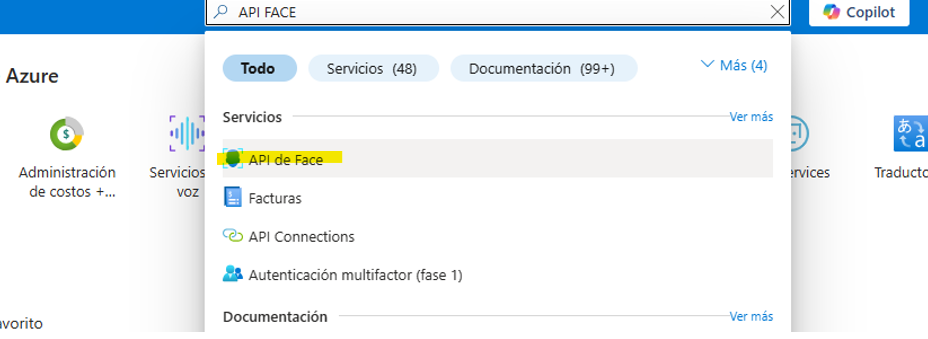 API FACE
Copilot
Todo
Servicios (48)
Documentación (99+)
Más (4)
Azure
Servicios
Ver más
Administración
de costos +...
Servicios
voz
API de Face
Facturas
API Connections
Autenticación multifactor (fase 1)
ervices
Traducto
Documentación
Ver más
avorito